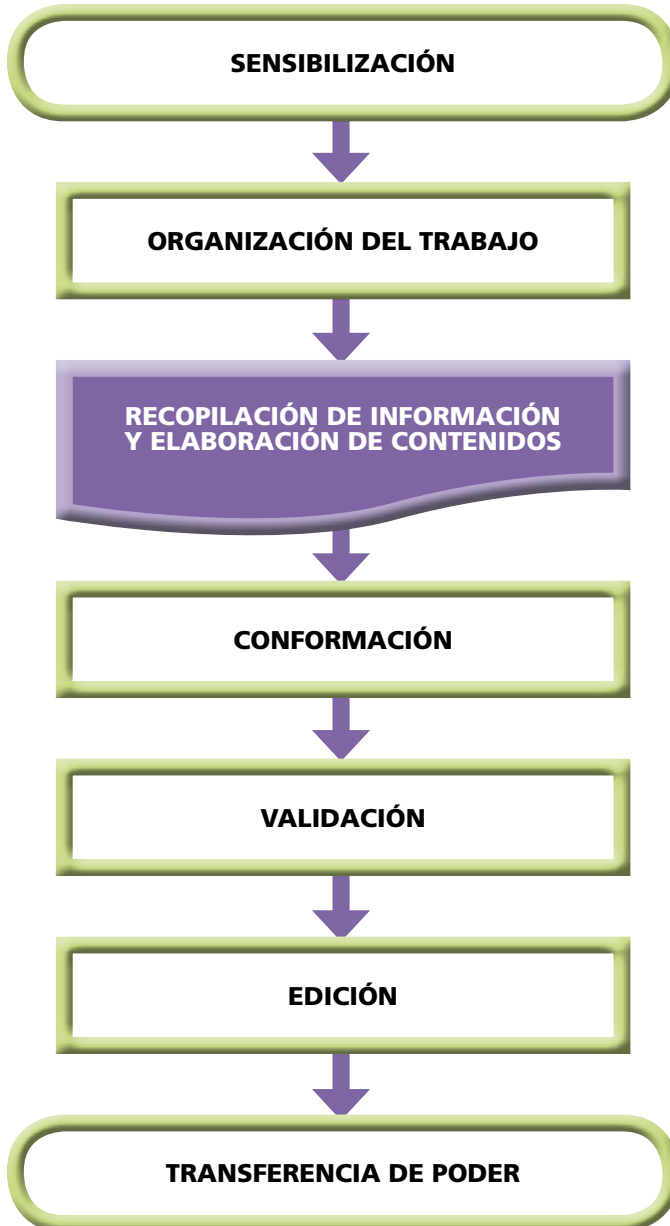 SENSIBILIZACIÓN
ORGANIZACIÓN DEL TRABAJO
RECOPILACIÓN DE INFORMACIÓN
Y ELABORACIÓN DE CONTENIDOS
CONFORMACIÓN
VALIDACIÓN
EDICIÓN
TRANSFERENCIA DE PODER